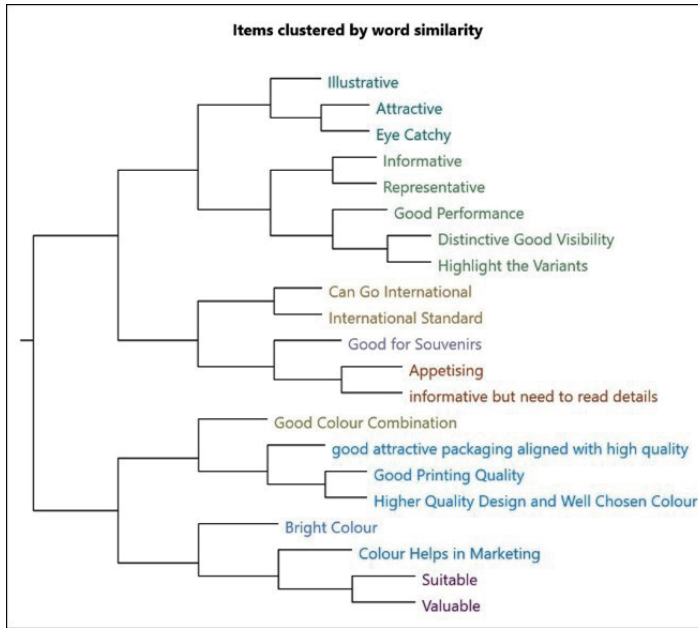 Items clustered by word similarity
Illustrative
Attractive
Eye Catchy
Informative
Representative
Good Performance
Distinctive Good Visibility
Highlight the Variants
Can Go International
International Standard
Good for Souvenirs
Appetising
informative but need to read details
Good Colour Combination
good attractive packaging aligned with high quality
Good Printing Quality
Higher Quality Design and Well Chosen Colour
Bright Colour
Colour Helps in Marketing
Suitable
Valuable